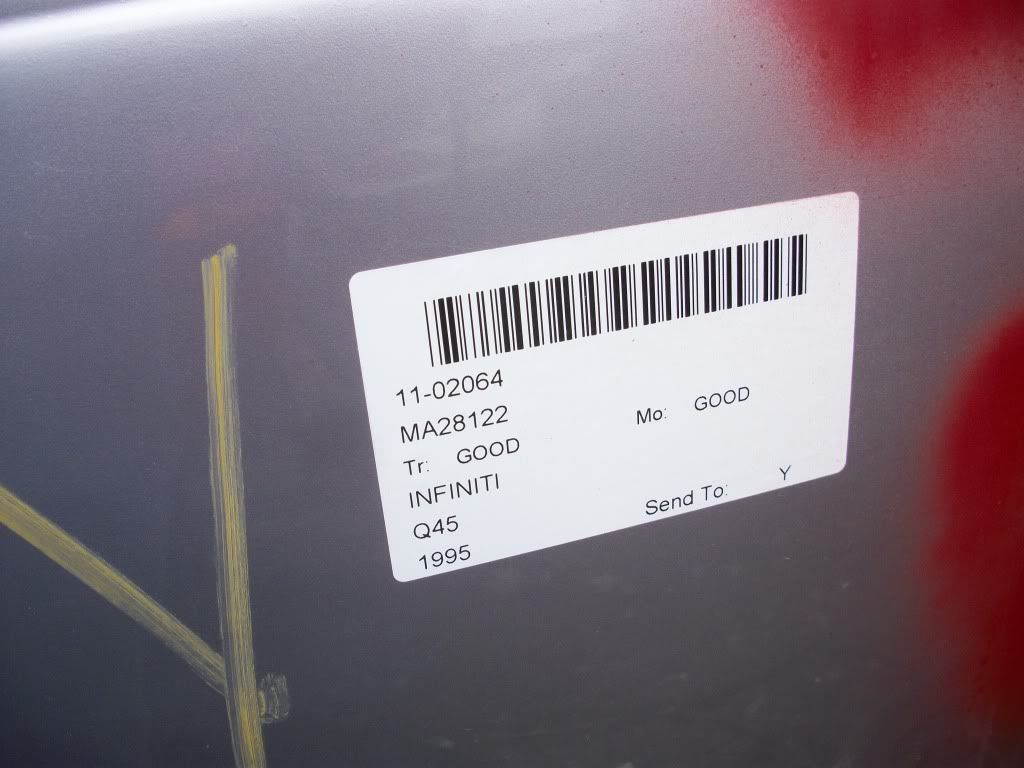 11-02064
MA28122
Tr: GOOD Mo: GOOD
INFINITI
Q45
1995 Send To: Y